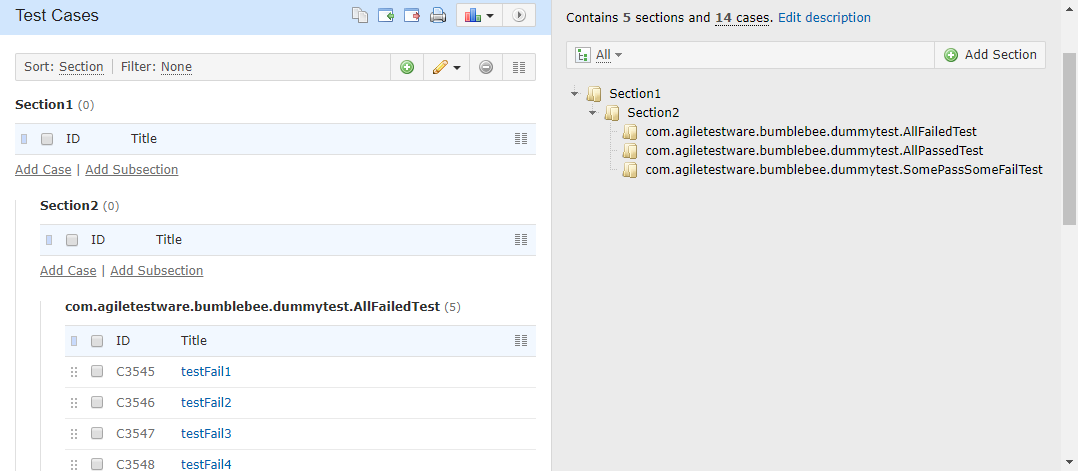 Test Cases
Sort: Section | Filter: None
Section1 (0)
ID Title
Add Case | Add Subsection
Section2 (0)
ID Title
Add Case | Add Subsection
com.agiletestware.bumblebee.dummytest.AllFailedTest (5)
ID Title
C3545 testFail1
C3546 testFail2
C3547 testFail3
C3548 testFail4
Contains 5 sections and 14 cases. Edit description
All
Add Section
Section1
Section2
com.agiletestware.bumblebee.dummytest.AllFailedTest
com.agiletestware.bumblebee.dummytest.AllPassedTest
com.agiletestware.bumblebee.dummytest.SomePassSomeFailTest